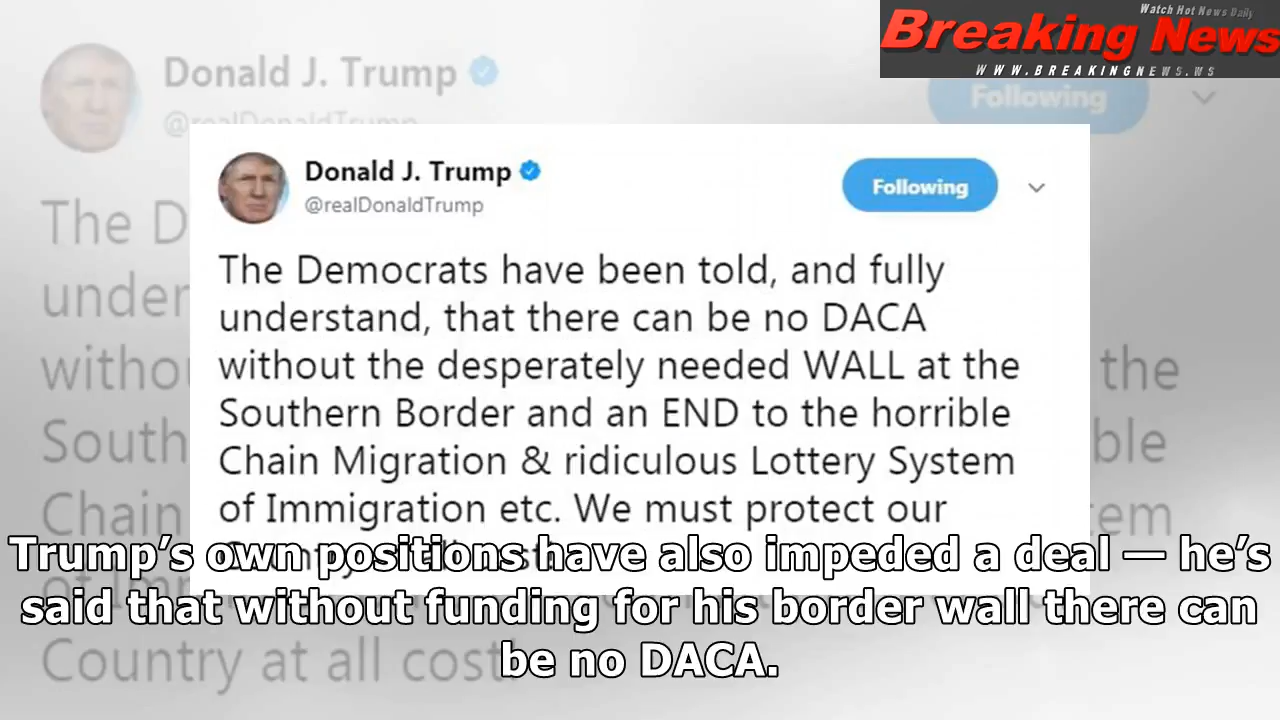 Watch Hot News Daily
Breaking News
WWW.BREAKINGNEWS.WS
Donald J. Trump
@realDonaldTrump
Following
Donald J. Trump
@realDonaldTrump
Following
The Democrats have been told, and fully
understand, that there can be no DACA
without the desperately needed WALL at the
Southern Border and an END to the horrible
Chain Migration & ridiculous Lottery System
of Immigration etc. We must protect our
Trump’s own positions have also impeded a deal — he’s
said that without funding for his border wall there can
be no DACA.
Country at all cost